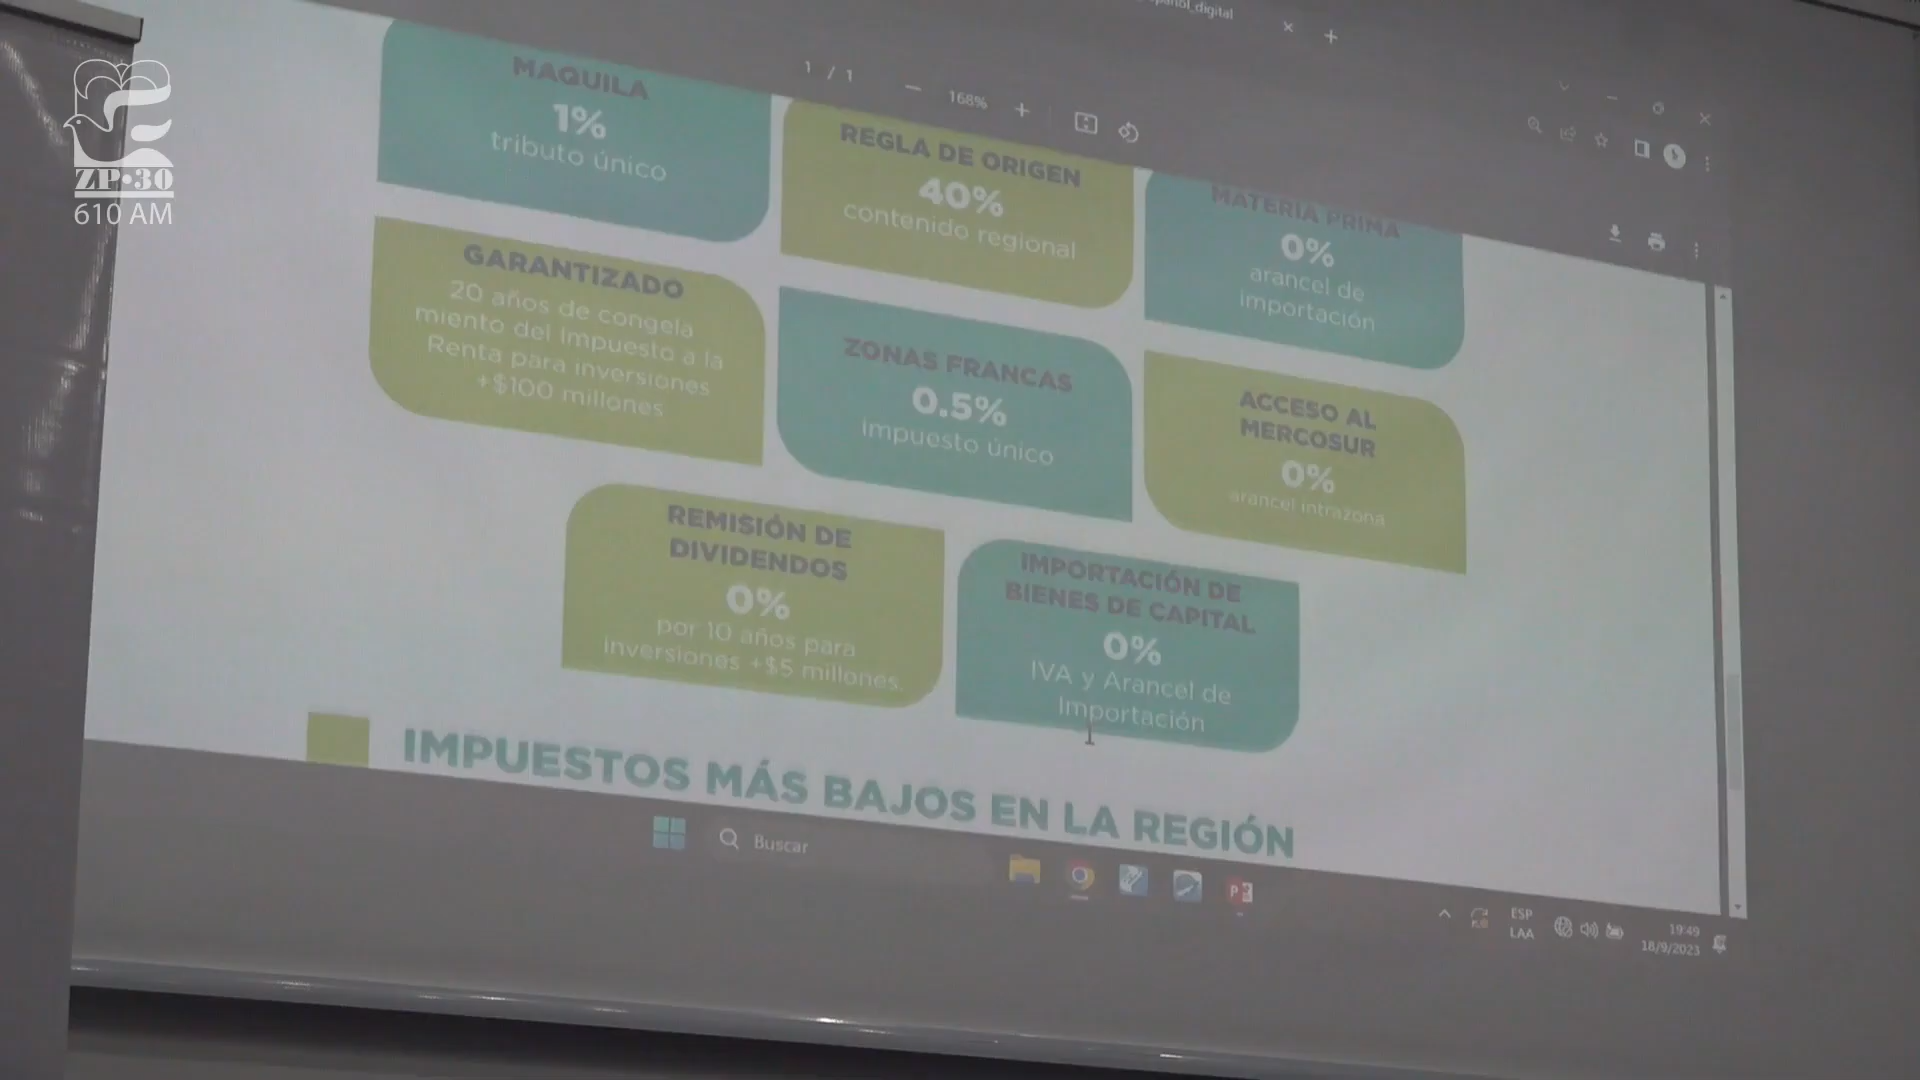 ZP•30
610 AM
1 / 1
168%
MAQUILA
1%
tributo único
REGLA DE ORIGEN
40%
contenido regional
MATERIA PRIMA
0%
arancel de
importación
GARANTIZADO
20 años de congela
miento del Impuesto a la
Renta para inversiones
+$100 millones
ZONAS FRANCAS
0.5%
impuesto único
ACCESO AL
MERCOSUR
0%
arancel intrazona
REMISIÓN DE
DIVIDENDOS
0%
por 10 años para
inversiones +$5 millones.
IMPORTACIÓN DE
BIENES DE CAPITAL
0%
IVA y Arancel de
Importación
IMPUESTOS MÁS BAJOS EN LA REGIÓN
Buscar
ESP
LAA
19:49
18/9/2023